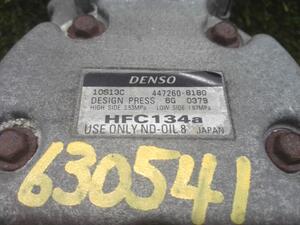 DENSO
10S13C 447260-8180
DESIGN PRESS 6G 0379
HIGH SIDE 3.53MPa LOW SIDE 1.67MPa
HFC134a
USE ONLY ND-OIL 8 JAPAN
630541